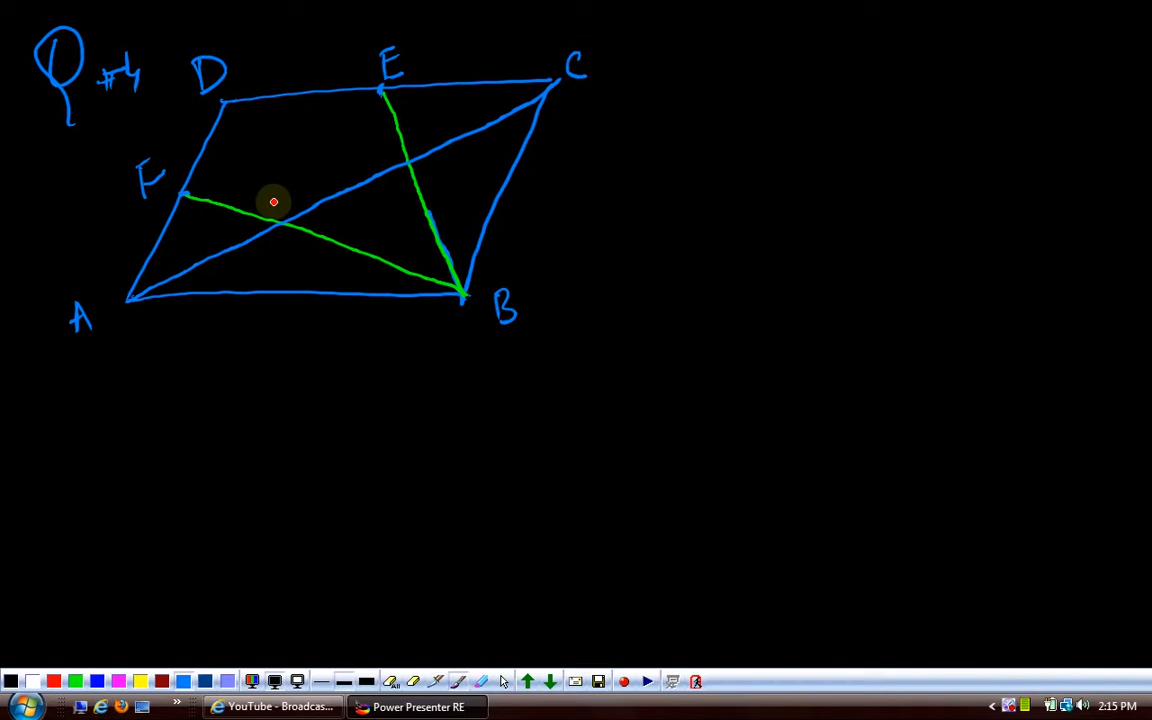 Q #4
D
E
C
F
A
B
YouTube - Broadcas...
Power Presenter RE
2:15 PM